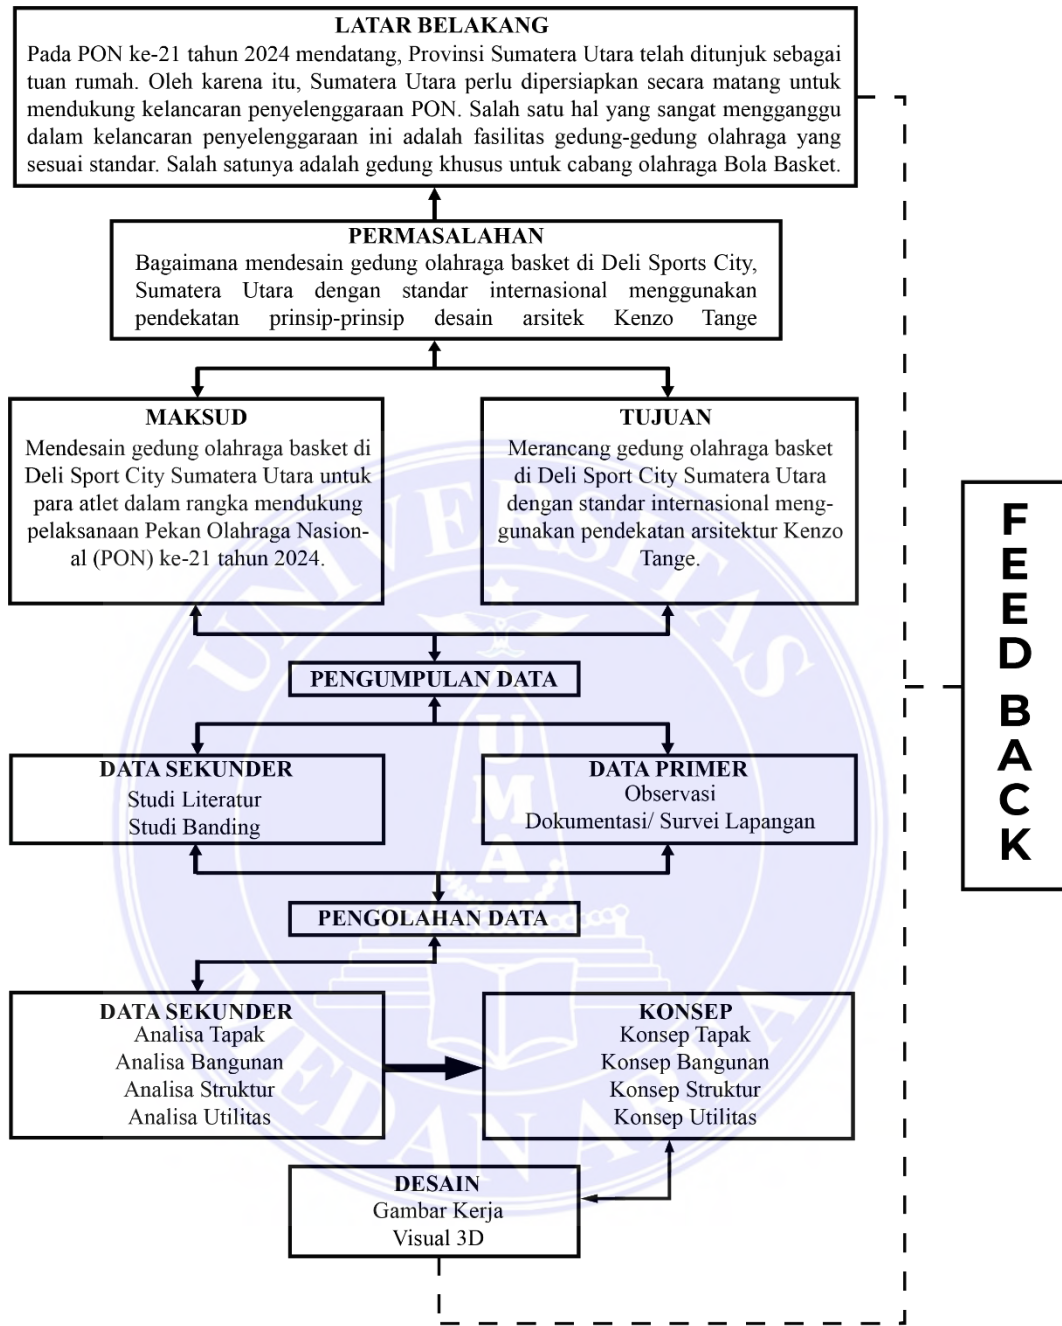 LATAR BELAKANG
Pada PON ke-21 tahun 2024 mendatang, Provinsi Sumatera Utara telah ditunjuk sebagai
tuan rumah. Oleh karena itu, Sumatera Utara perlu dipersiapkan secara matang untuk
mendukung kelancaran penyelenggaraan PON. Salah satu hal yang sangat mengganggu
dalam kelancaran penyelenggaraan ini adalah fasilitas gedung-gedung olahraga yang
sesuai standar. Salah satunya adalah gedung khusus untuk cabang olahraga Bola Basket.
PERMASALAHAN
Bagaimana mendesain gedung olahraga basket di Deli Sports City,
Sumatera Utara dengan standar internasional menggunakan
pendekatan prinsip-prinsip desain arsitek Kenzo Tange
MAKSUD
Mendesain gedung olahraga basket di
Deli Sport City Sumatera Utara untuk
para atlet dalam rangka mendukung
pelaksanaan Pekan Olahraga Nasion-
al (PON) ke-21 tahun 2024.
TUJUAN
Merancang gedung olahraga basket
di Deli Sport City Sumatera Utara
dengan standar internasional meng-
gunakan pendekatan arsitektur Kenzo
Tange.
PENGUMPULAN DATA
DATA SEKUNDER
Studi Literatur
Studi Banding
DATA PRIMER
Observasi
Dokumentasi/ Survei Lapangan
PENGOLAHAN DATA
DATA SEKUNDER
Analisa Tapak
Analisa Bangunan
Analisa Struktur
Analisa Utilitas
KONSEP
Konsep Tapak
Konsep Bangunan
Konsep Struktur
Konsep Utilitas
DESAIN
Gambar Kerja
Visual 3D
FEED BACK
UNIVERSITAS
MEDAN AREA
UMA